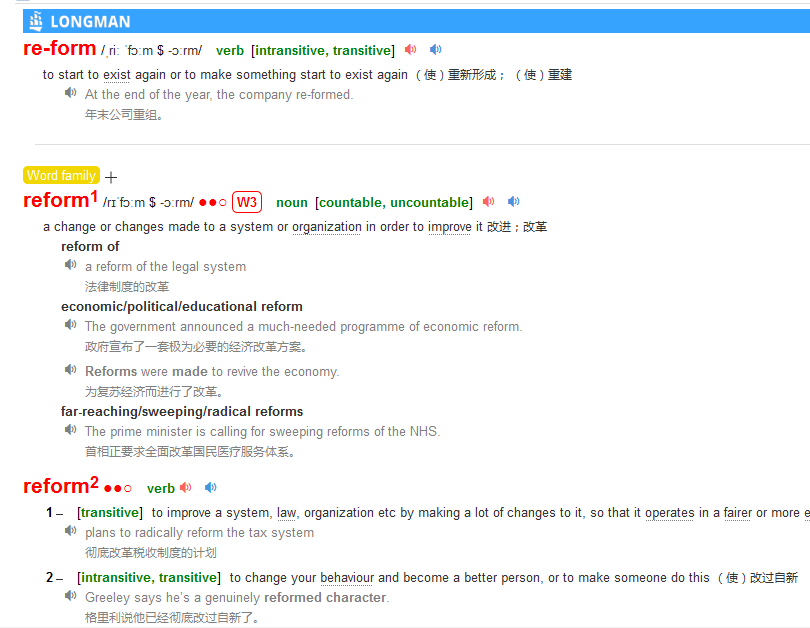 LONGMAN
re-form /ˌriː ˈfɔːm $ -ɔːrm/ verb [intransitive, transitive]
to start to exist again or to make something start to exist again （使）重新形成； （使）重建
At the end of the year, the company re-formed.
年末公司重组。
Word family
reform1 /rɪˈfɔːm $ -ɔːrm/ ●●○ W3 noun [countable, uncountable]
a change or changes made to a system or organization in order to improve it 改进；改革
reform of
a reform of the legal system
法律制度的改革
economic/political/educational reform
The government announced a much-needed programme of economic reform.
政府宣布了一套极为必要的经济改革方案。
Reforms were made to revive the economy.
为复苏经济而进行了改革。
far-reaching/sweeping/radical reforms
The prime minister is calling for sweeping reforms of the NHS.
首相正要求全面改革国民医疗服务体系。
reform2 ●●○ verb
1 – [transitive] to improve a system, law, organization etc by making a lot of changes to it, so that it operates in a fairer or more
plans to radically reform the tax system
彻底改革税收制度的计划
2 – [intransitive, transitive] to change your behaviour and become a better person, or to make someone do this （使）改过自新
Greeley says he's a genuinely reformed character.
格里利说他已经彻底改过自新了。